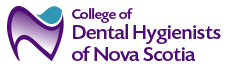 College of
Dental Hygienists
of Nova Scotia